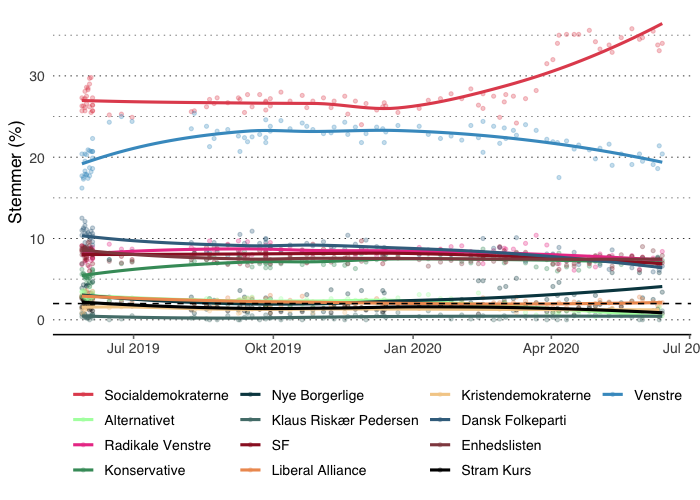 Stemmer (%)
30
20
10
0
Jul 2019 Okt 2019 Jan 2020 Apr 2020 Jul 20
Socialdemokraterne Nye Borgerlige Kristendemokraterne Venstre
Alternativet Klaus Riskær Pedersen Dansk Folkeparti
Radikale Venstre SF Enhedslisten
Konservative Liberal Alliance Stram Kurs